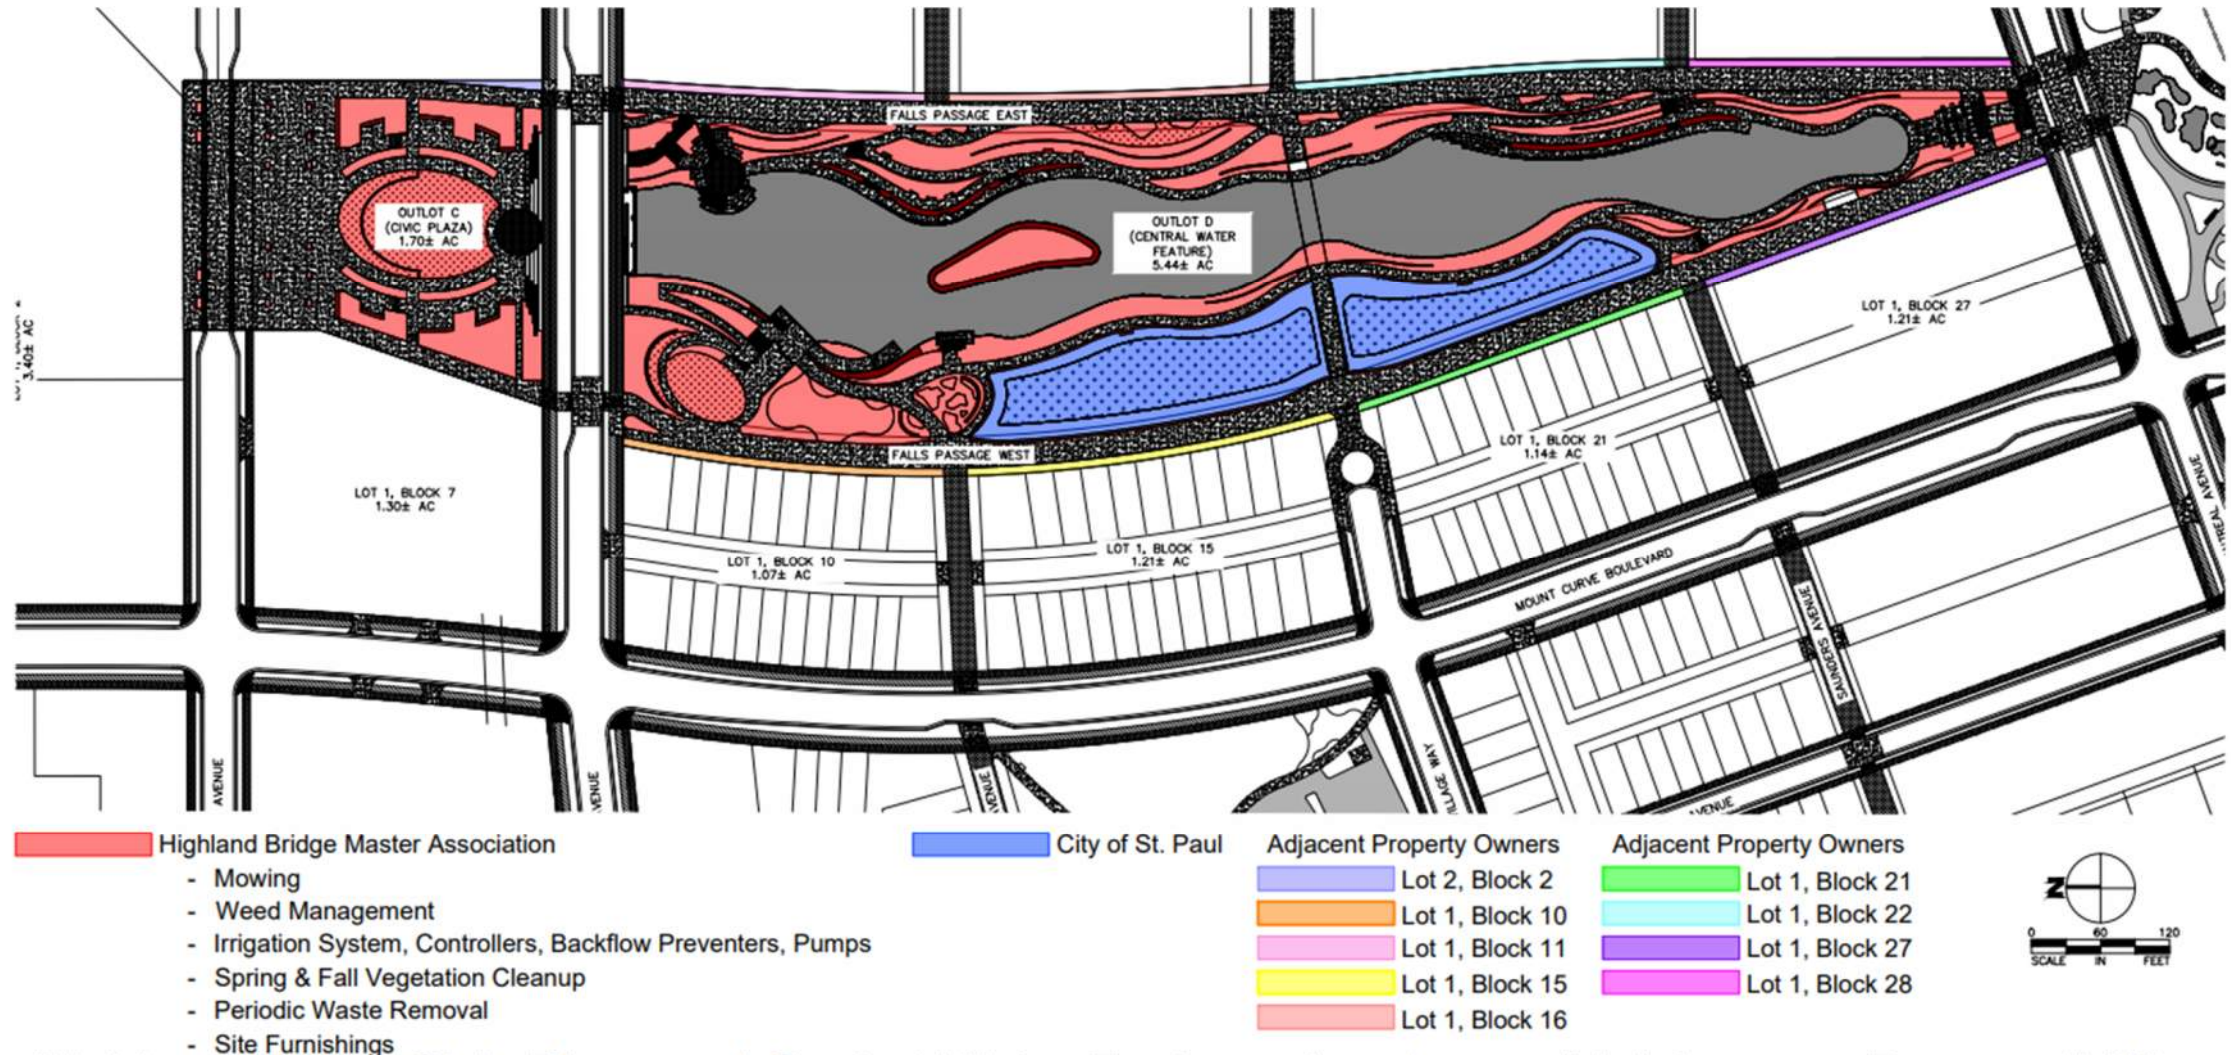 FALLS PASSAGE EAST
OUTLOT C
(CIVIC PLAZA)
1.70± AC
OUTLOT D
(CENTRAL WATER
FEATURE)
5.44± AC
3.40± AC
LOT 1, BLOCK 27
1.21± AC
LOT 1, BLOCK 21
1.14± AC
FALLS PASSAGE WEST
LOT 1, BLOCK 7
1.30± AC
LOT 1, BLOCK 10
1.07± AC
LOT 1, BLOCK 15
1.21± AC
MOUNT CURVE BOULEVARD
SAUNDERS AVENUE
AVENUE
AVENUE
WAY
Highland Bridge Master Association
- Mowing
- Weed Management
- Irrigation System, Controllers, Backflow Preventers, Pumps
- Spring & Fall Vegetation Cleanup
- Periodic Waste Removal
- Site Furnishings
City of St. Paul
Adjacent Property Owners
Lot 2, Block 2
Lot 1, Block 10
Lot 1, Block 11
Lot 1, Block 15
Lot 1, Block 16
Adjacent Property Owners
Lot 1, Block 21
Lot 1, Block 22
Lot 1, Block 27
Lot 1, Block 28
N
0 60 120
SCALE IN FEET